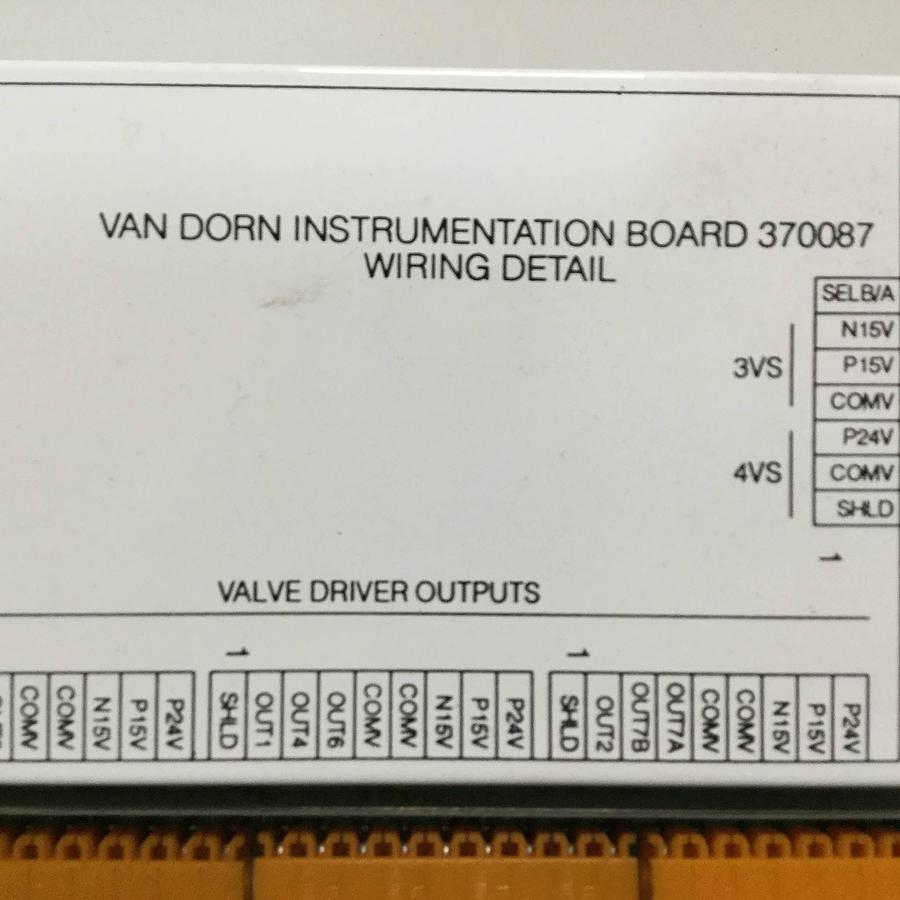 VAN DORN INSTRUMENTATION BOARD 370087
WIRING DETAIL
SELB/A
N15V
3VS
P15V
COMV
P24V
4VS
COMV
SHLD
1
VALVE DRIVER OUTPUTS
1
1
COMV
COMV
N15V
P15V
P24V
SHLD
OUT1
OUT4
OUT6
COMV
COMV
N15V
P15V
P24V
SHLD
OUT2
OUT7B
OUT7A
COMV
COMV
N15V
P15V
P24V